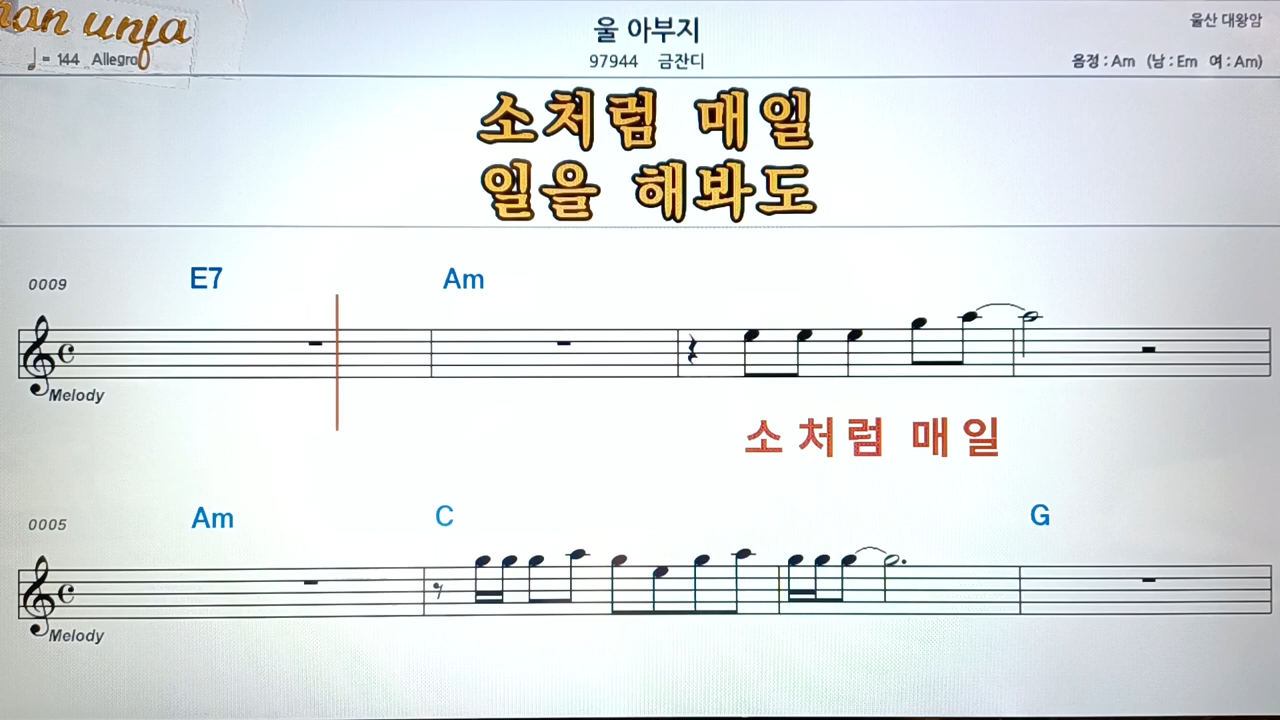 han unja
♩ = 144 Allegro
울 아부지
97944 금잔디
울산 대왕암
음정 : Am (남 : Em 여 : Am)
소처럼 매일
일을 해봐도
0009 E7 Am
Melody
소 처 럼 매 일
0005 Am C G
Melody